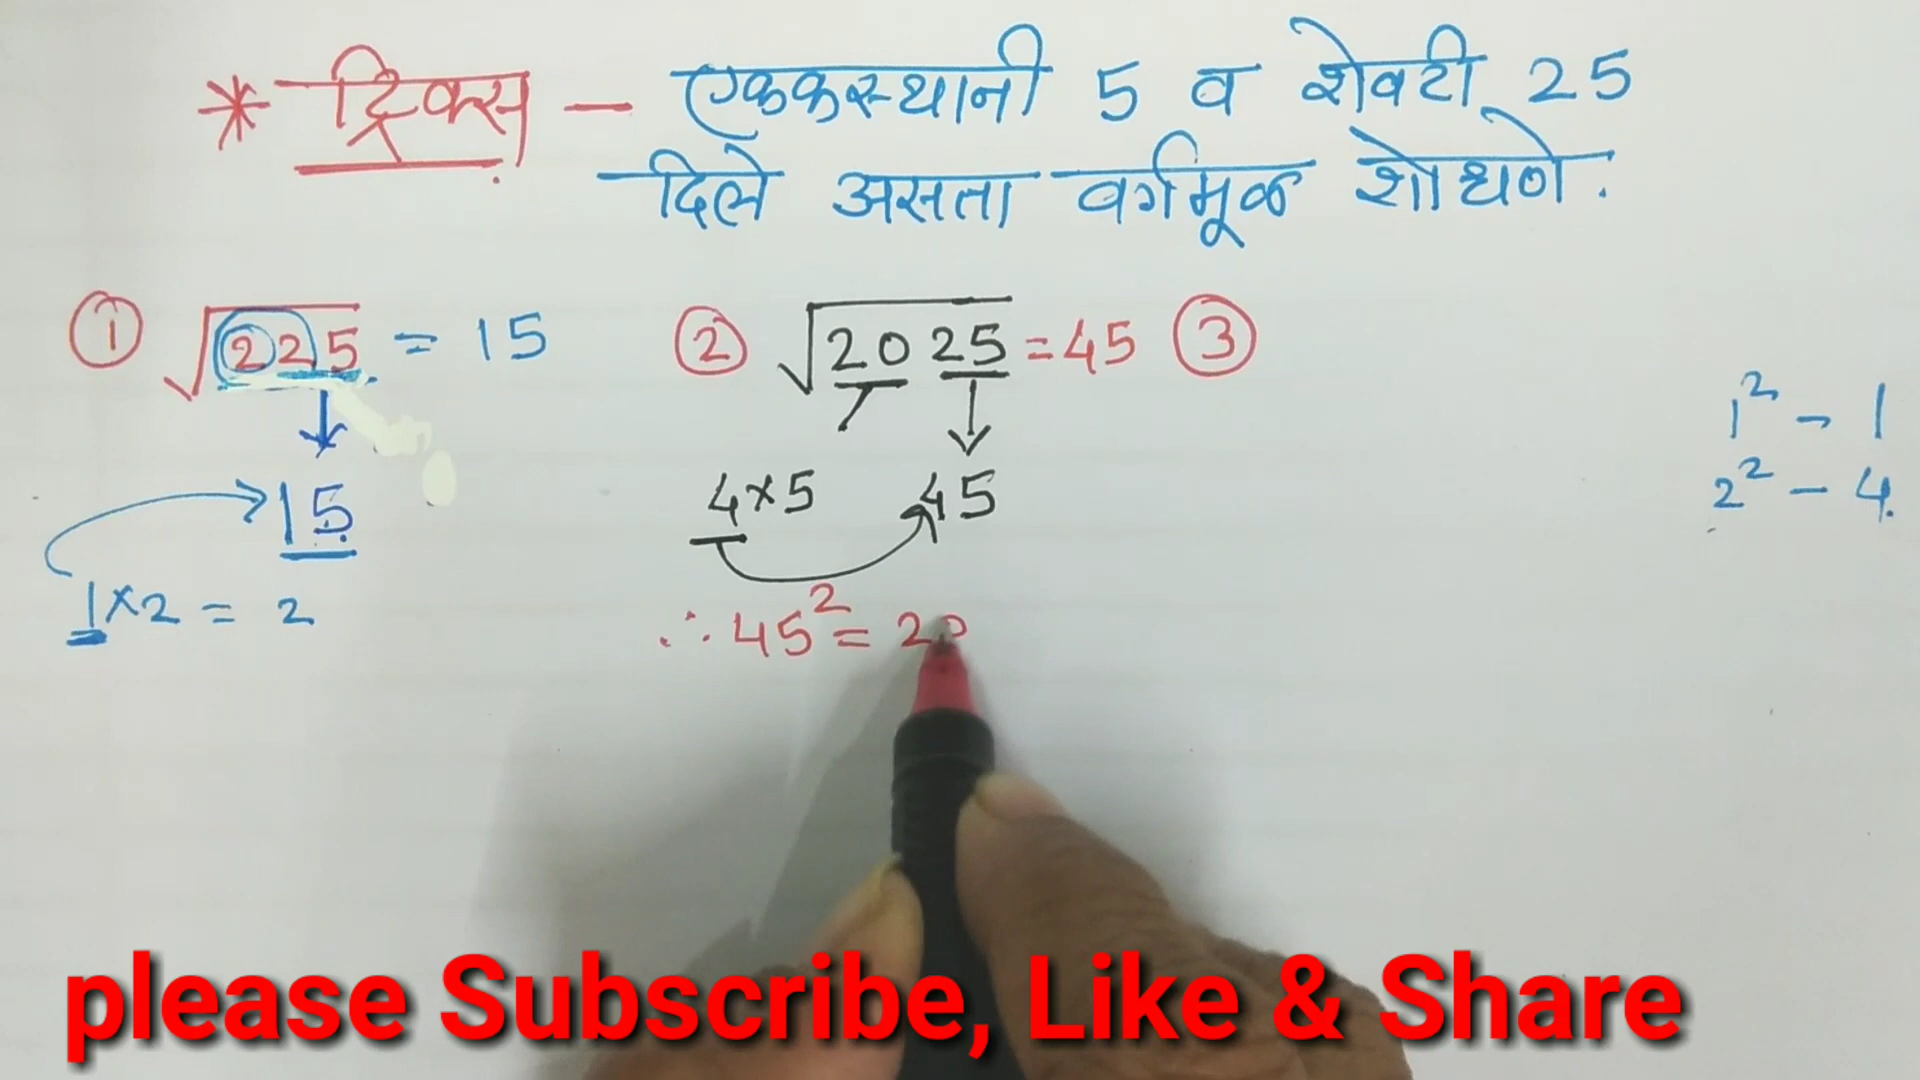 * ट्रिक्स - एककस्थानी 5 व शेवटी 25
दिले असता वर्गमूळ शोधणे.
① √225 = 15
15
1×2 = 2
② √2025 = 45
4×5 45
∴ 45² = 20
③
1² - 1
2² - 4
please Subscribe, Like & Share